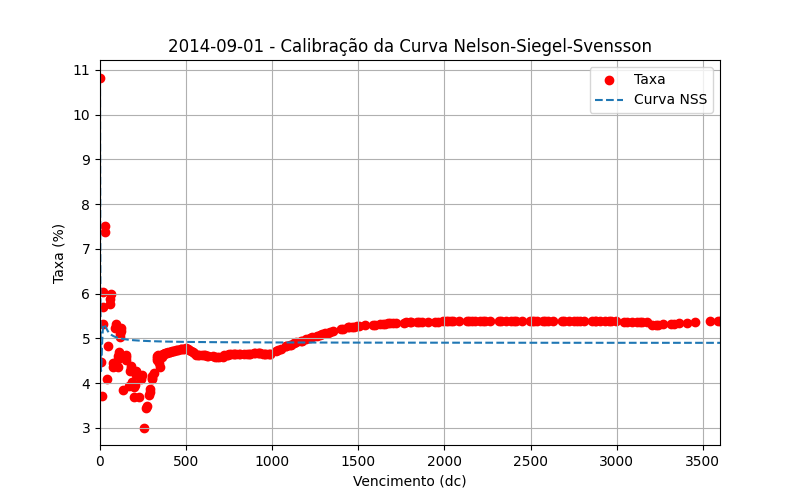 2014-09-01 - Calibração da Curva Nelson-Siegel-Svensson
Taxa
Curva NSS
Taxa (%)
11
10
9
8
7
6
5
4
3
0 500 1000 1500 2000 2500 3000 3500
Vencimento (dc)